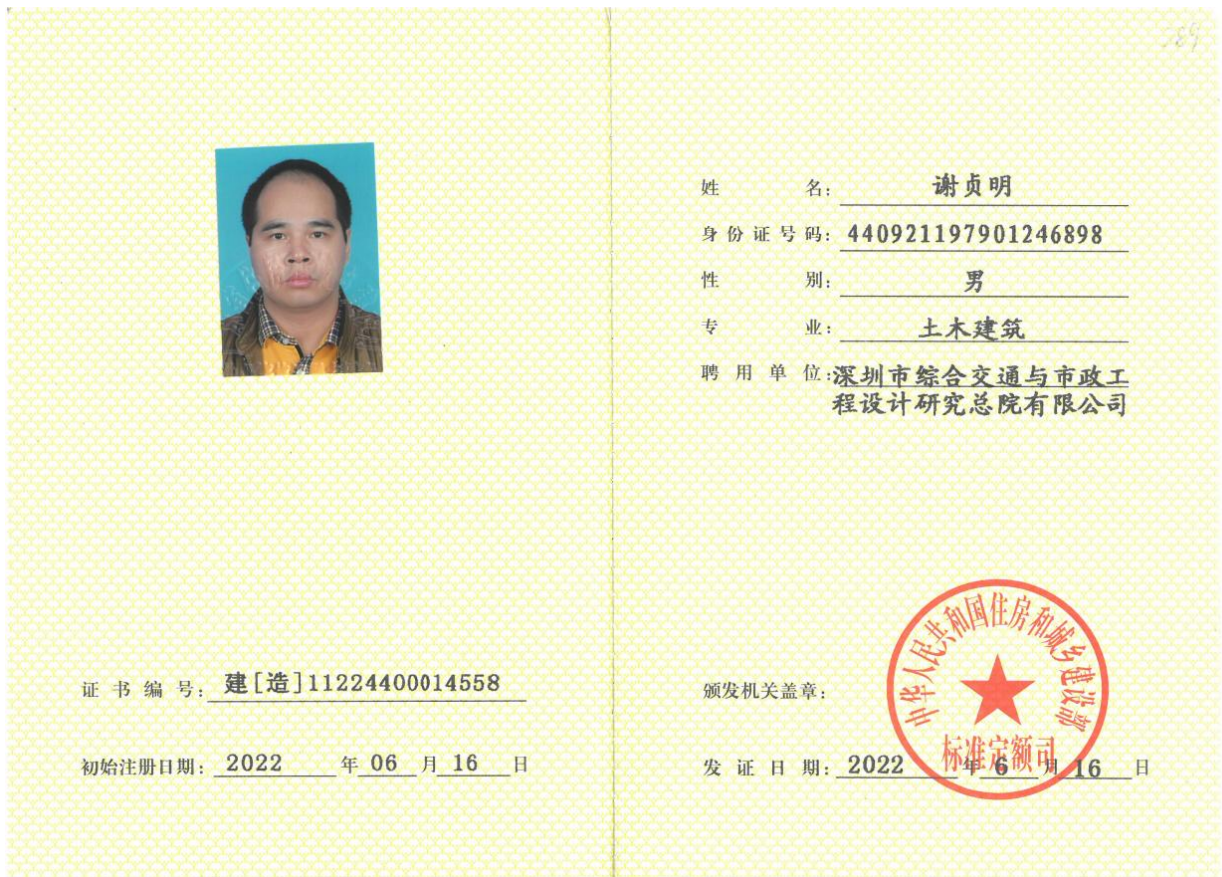 姓名：谢贞明
身份证号码：440921197901246898
性别：男
专业：土木建筑
聘用单位：深圳市综合交通与市政工
程设计研究总院有限公司
证书编号：建[造]11224400014558
初始注册日期：2022年06月16日
颁发机关盖章：
中华人民共和国住房和城乡建设部
标准定额司
发证日期：2022年6月16日